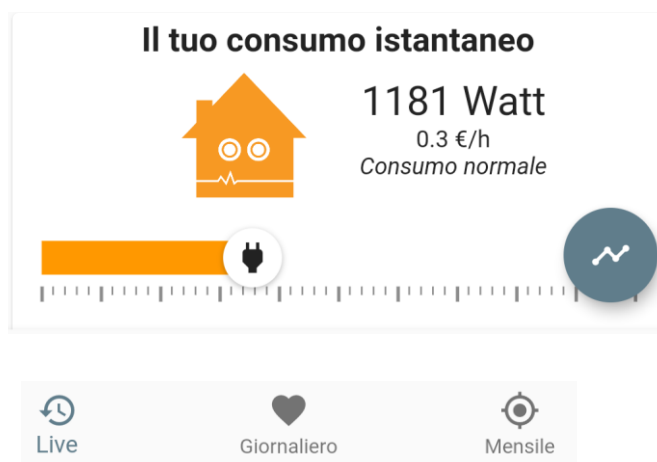 Il tuo consumo istantaneo
1181 Watt
0.3 €/h
Consumo normale
Live
Giornaliero
Mensile